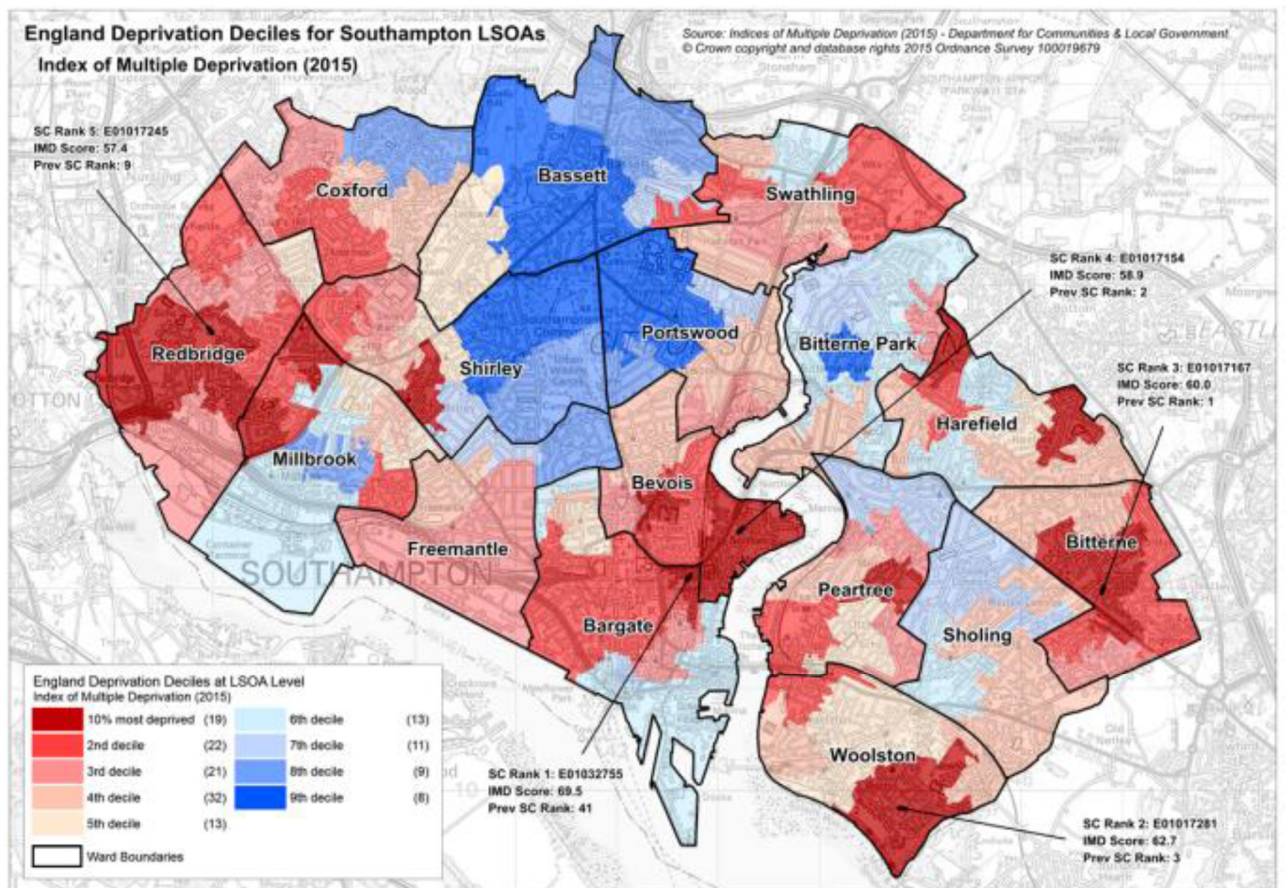 England Deprivation Deciles for Southampton LSOAs
Index of Multiple Deprivation (2015)
Source: Indices of Multiple Deprivation (2015) - Department for Communities & Local Government
© Crown copyright and database rights 2015 Ordnance Survey 100019679
SC Rank 5: E01017245
IMD Score: 57.4
Prev SC Rank: 9
Coxford
Bassett
Swathling
SC Rank 4: E01017154
IMD Score: 58.9
Prev SC Rank: 2
Redbridge
Shirley
Portswood
Bitterne Park
SC Rank 3: E01017167
IMD Score: 60.0
Prev SC Rank: 1
Harefield
Millbrook
Bevois
Bitterne
Freemantle
SOUTHAMPTON
Peartree
Bargate
Sholing
Woolston
SC Rank 1: E01032755
IMD Score: 69.5
Prev SC Rank: 41
SC Rank 2: E01017281
IMD Score: 62.7
Prev SC Rank: 3
England Deprivation Deciles at LSOA Level
Index of Multiple Deprivation (2015)
10% most deprived (19)
2nd decile (22)
3rd decile (21)
4th decile (32)
5th decile (13)
6th decile (13)
7th decile (11)
8th decile (9)
9th decile (8)
Ward Boundaries